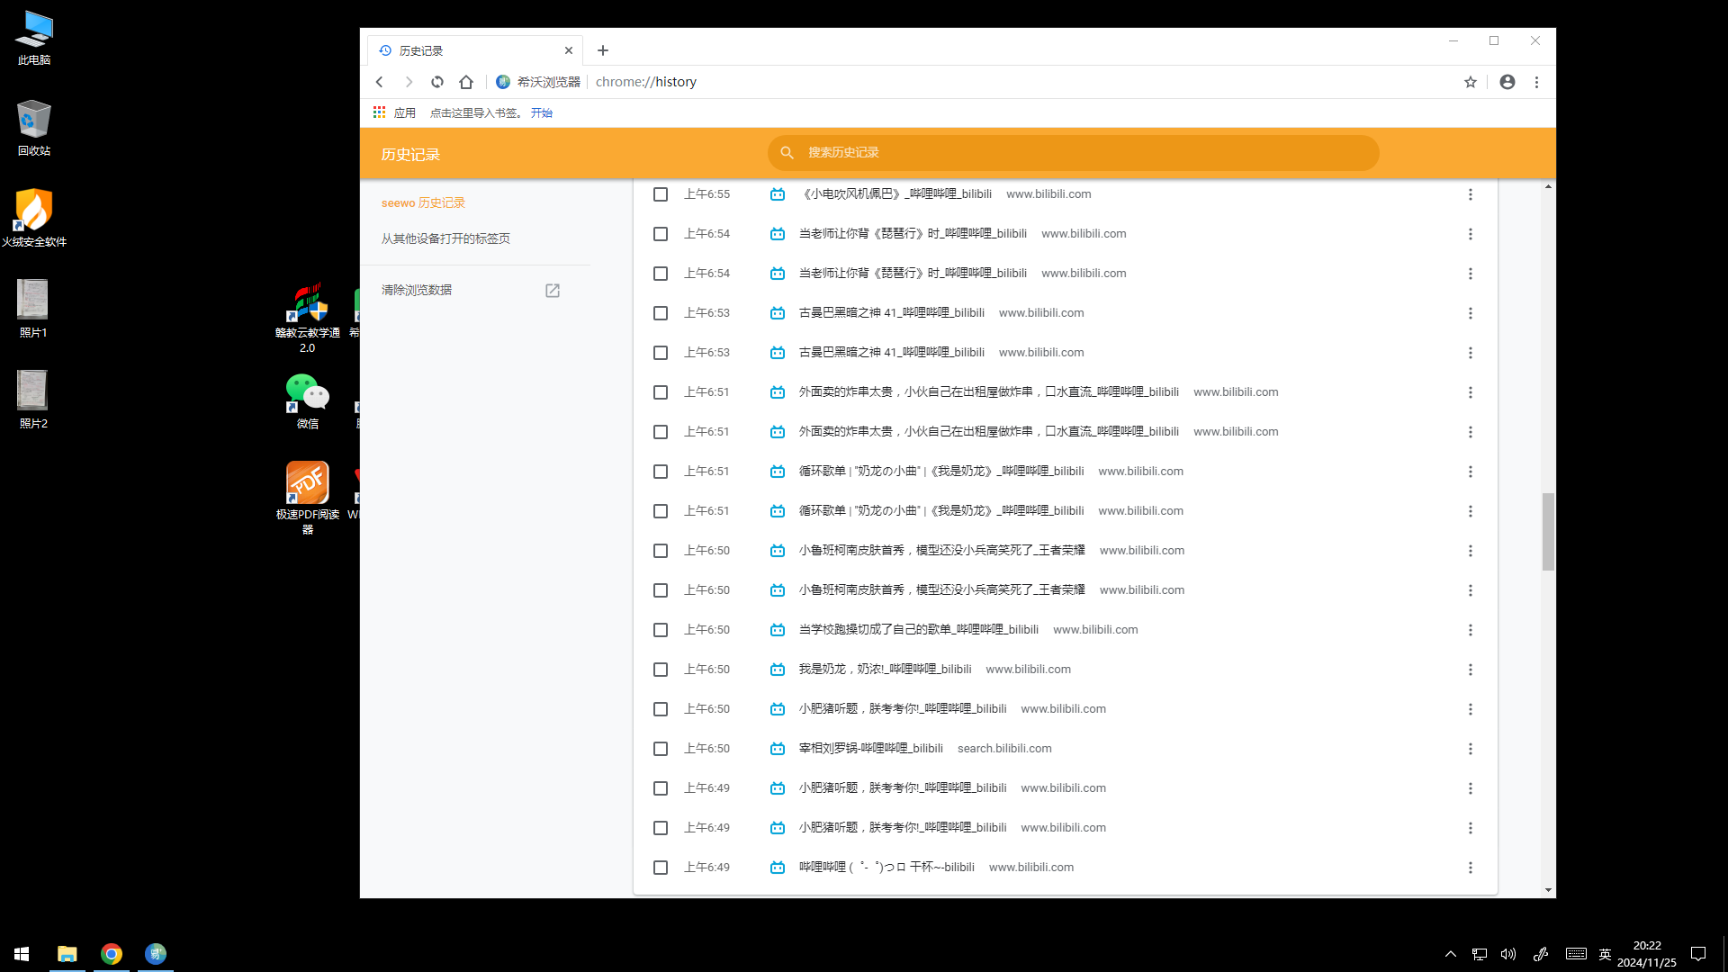 此电脑
回收站
火绒安全软件
照片1
照片2
赣教云教学通
2.0
微信
极速PDF阅读
器
历史记录
希沃浏览器
chrome://history
应用
点击这里导入书签。 开始
历史记录
搜索历史记录
seewo 历史记录
从其他设备打开的标签页
清除浏览数据
上午6:55 《小电吹风机佩巴》_哔哩哔哩_bilibili www.bilibili.com
上午6:54 当老师让你背《琵琶行》时_哔哩哔哩_bilibili www.bilibili.com
上午6:54 当老师让你背《琵琶行》时_哔哩哔哩_bilibili www.bilibili.com
上午6:53 古曼巴黑暗之神 41_哔哩哔哩_bilibili www.bilibili.com
上午6:53 古曼巴黑暗之神 41_哔哩哔哩_bilibili www.bilibili.com
上午6:51 外面卖的炸串太贵，小伙自己在出租屋做炸串，口水直流_哔哩哔哩_bilibili www.bilibili.com
上午6:51 外面卖的炸串太贵，小伙自己在出租屋做炸串，口水直流_哔哩哔哩_bilibili www.bilibili.com
上午6:51 循环歌单 | "奶龙の小曲" |《我是奶龙》_哔哩哔哩_bilibili www.bilibili.com
上午6:51 循环歌单 | "奶龙の小曲" |《我是奶龙》_哔哩哔哩_bilibili www.bilibili.com
上午6:50 小鲁班柯南皮肤首秀，模型还没小兵高笑死了_王者荣耀 www.bilibili.com
上午6:50 小鲁班柯南皮肤首秀，模型还没小兵高笑死了_王者荣耀 www.bilibili.com
上午6:50 当学校跑操切成了自己的歌单_哔哩哔哩_bilibili www.bilibili.com
上午6:50 我是奶龙，奶浓!_哔哩哔哩_bilibili www.bilibili.com
上午6:50 小肥猪听题，朕考考你!_哔哩哔哩_bilibili www.bilibili.com
上午6:50 宰相刘罗锅-哔哩哔哩_bilibili search.bilibili.com
上午6:49 小肥猪听题，朕考考你!_哔哩哔哩_bilibili www.bilibili.com
上午6:49 小肥猪听题，朕考考你!_哔哩哔哩_bilibili www.bilibili.com
上午6:49 哔哩哔哩 (゜-゜)つロ 干杯~-bilibili www.bilibili.com
英
20:22
2024/11/25